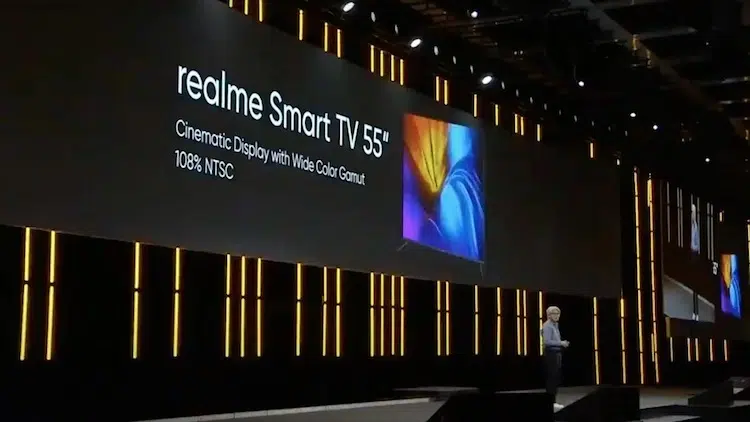 realme Smart TV 55"
Cinematic Display with Wide Color Gamut
108% NTSC